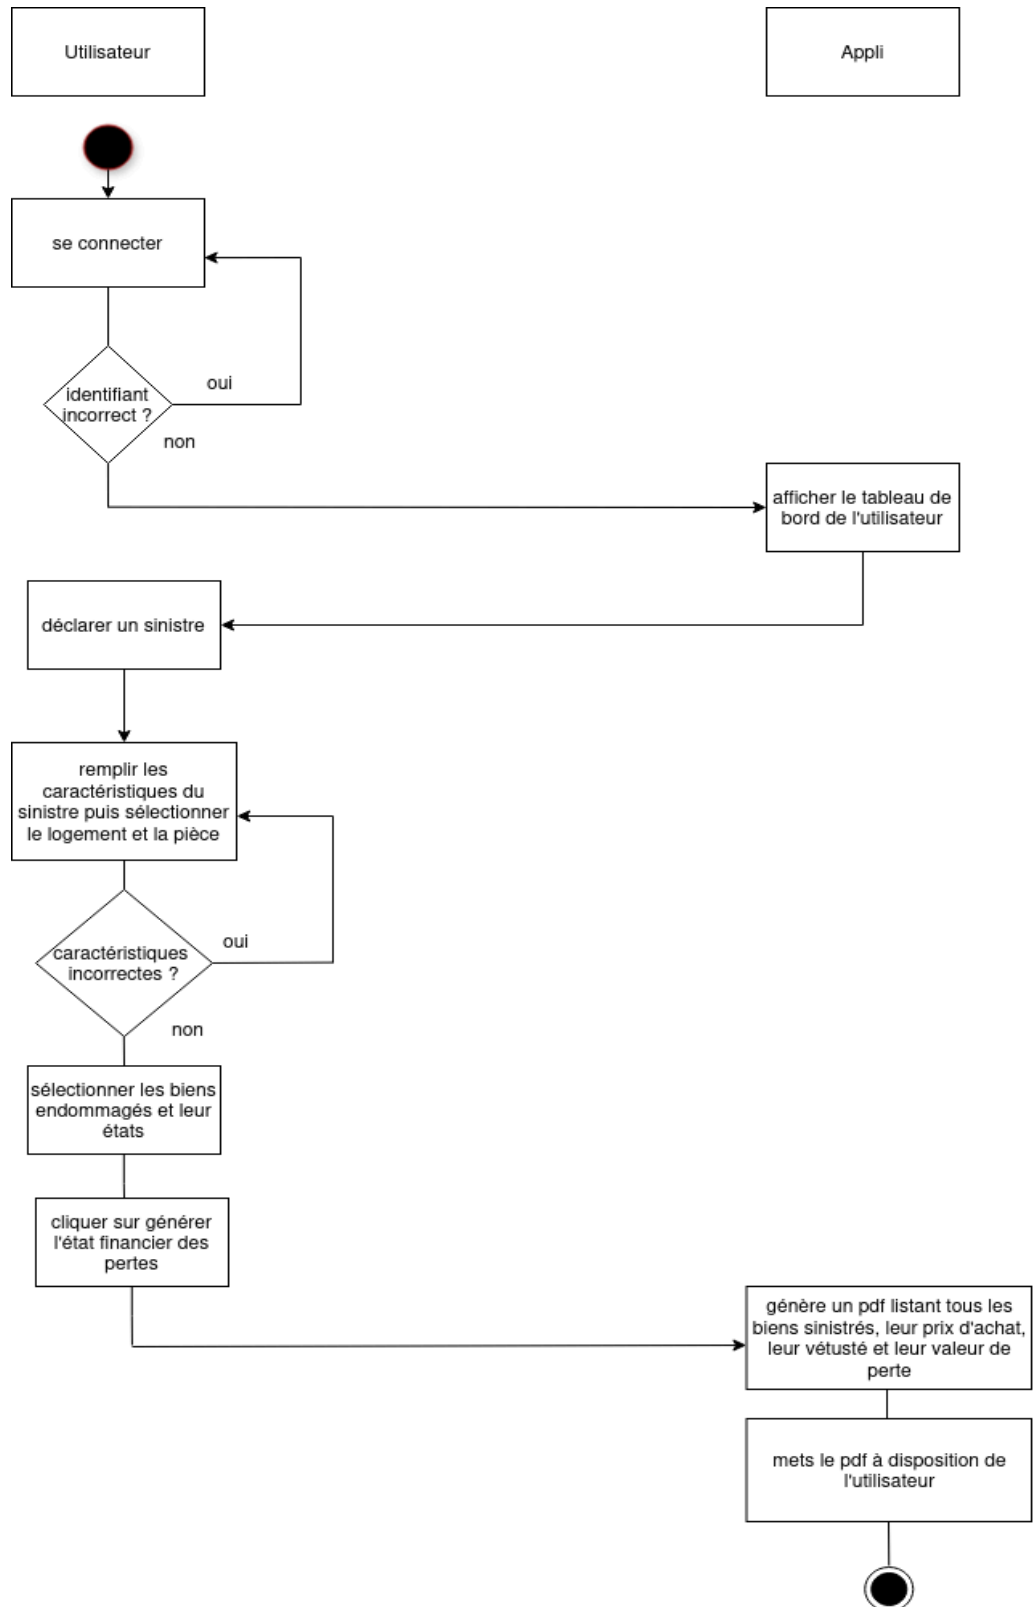 Utilisateur
Appli
se connecter
oui
identifiant
incorrect ?
non
afficher le tableau de
bord de l'utilisateur
déclarer un sinistre
remplir les
caractéristiques du
sinistre puis sélectionner
le logement et la pièce
oui
caractéristiques
incorrectes ?
non
sélectionner les biens
endommagés et leur
états
cliquer sur générer
l'état financier des
pertes
génère un pdf listant tous les
biens sinistrés, leur prix d'achat,
leur vétusté et leur valeur de
perte
mets le pdf à disposition de
l'utilisateur